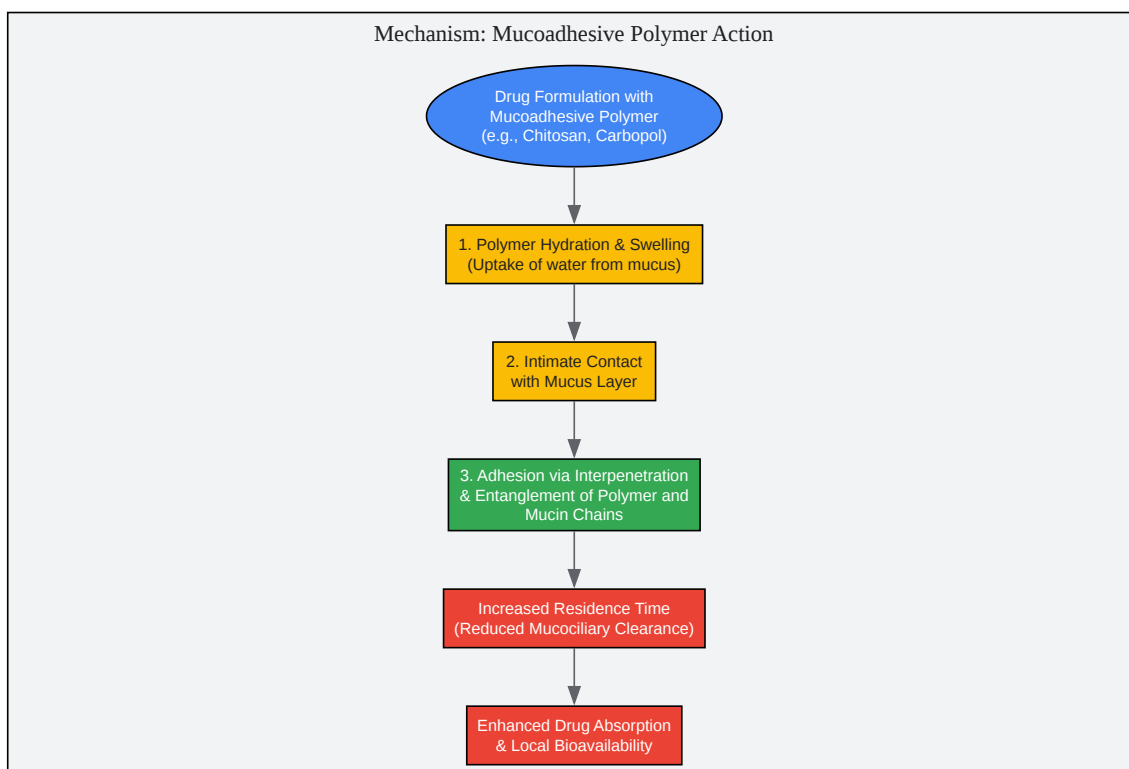 Mechanism: Mucoadhesive Polymer Action
Drug Formulation with
Mucoadhesive Polymer
(e.g., Chitosan, Carbopol)
1. Polymer Hydration & Swelling
(Uptake of water from mucus)
2. Intimate Contact
with Mucus Layer
3. Adhesion via Interpenetration
& Entanglement of Polymer and
Mucin Chains
Increased Residence Time
(Reduced Mucociliary Clearance)
Enhanced Drug Absorption
& Local Bioavailability